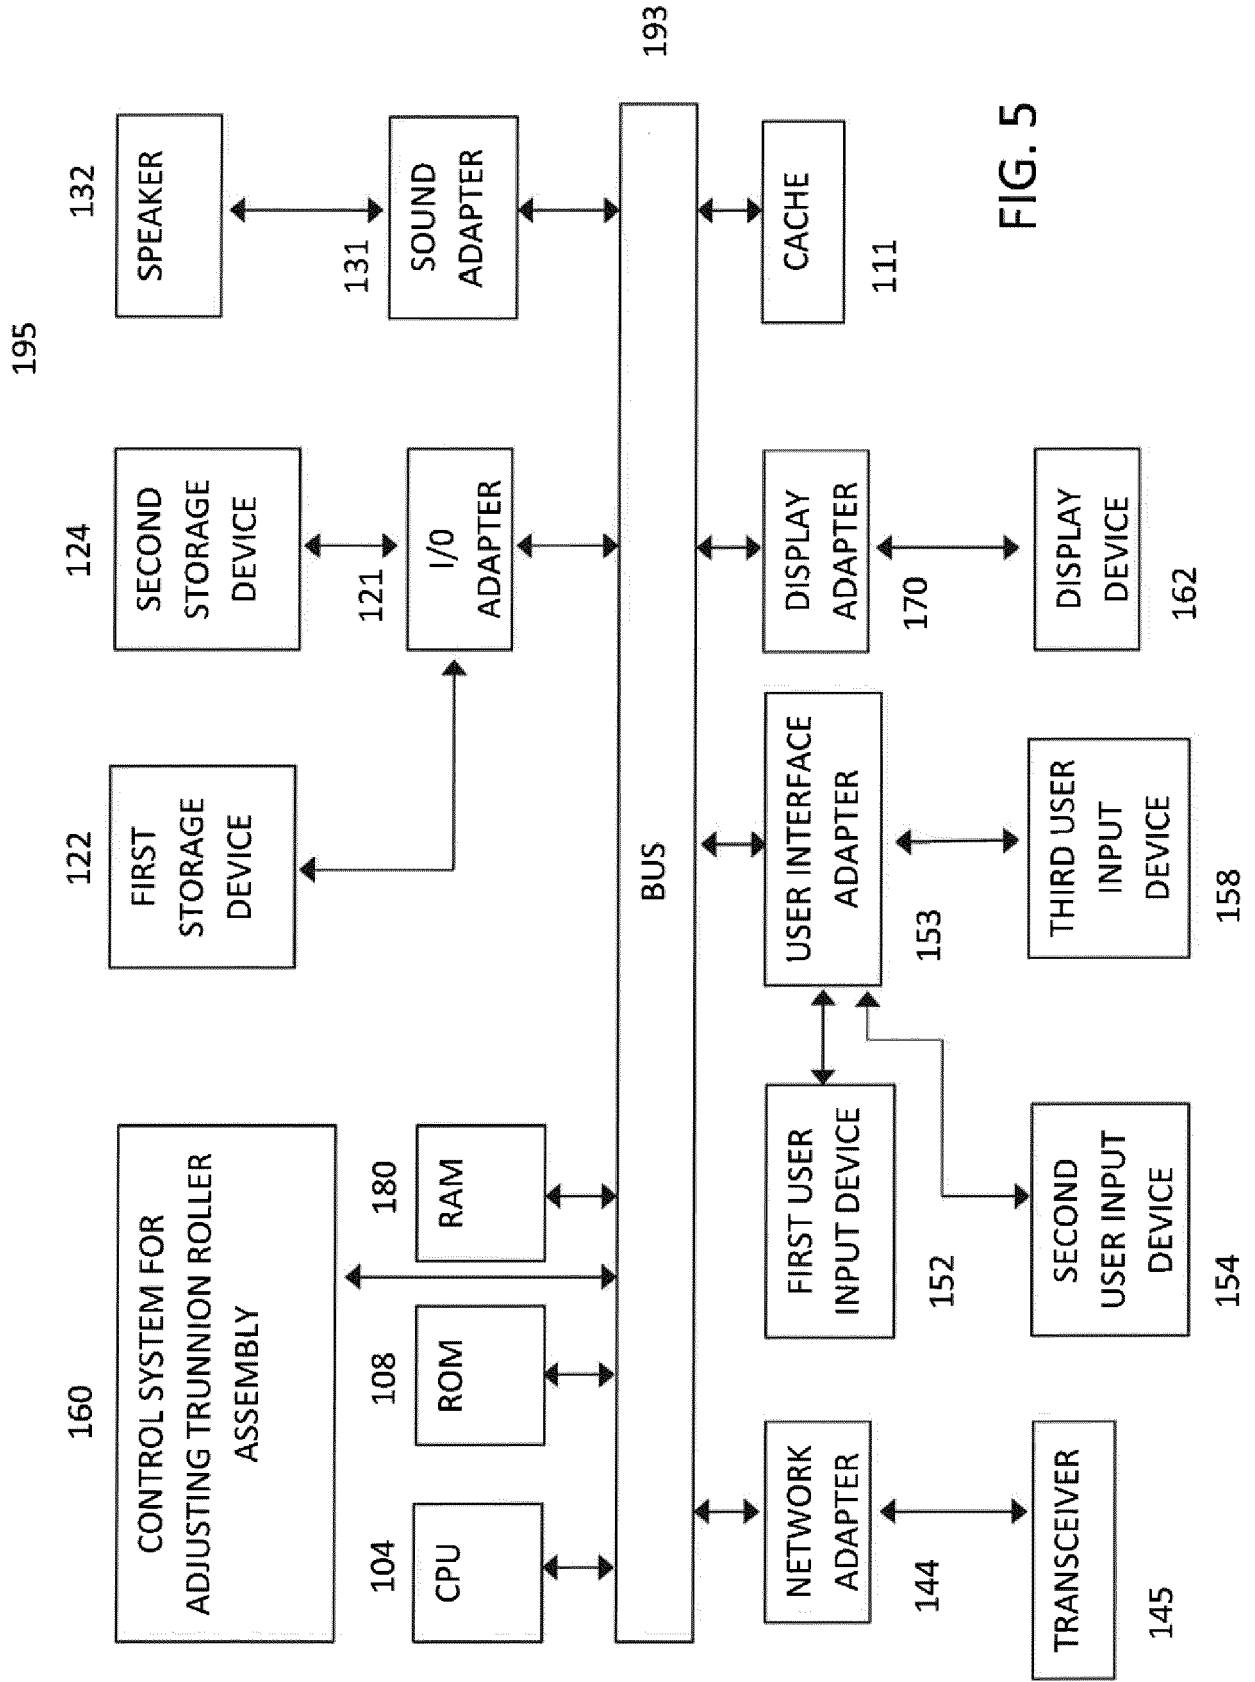 195
160
CONTROL SYSTEM FOR
ADJUSTING TRUNNION ROLLER
ASSEMBLY
122
FIRST
STORAGE
DEVICE
124
SECOND
STORAGE
DEVICE
132
SPEAKER
104
CPU
108
ROM
180
RAM
121
I/0
ADAPTER
131
SOUND
ADAPTER
BUS
193
NETWORK
ADAPTER
144
FIRST USER
INPUT DEVICE
152
USER INTERFACE
ADAPTER
153
DISPLAY
ADAPTER
170
CACHE
111
TRANSCEIVER
145
SECOND
USER INPUT
DEVICE
154
THIRD USER
INPUT
DEVICE
158
DISPLAY
DEVICE
162
FIG. 5